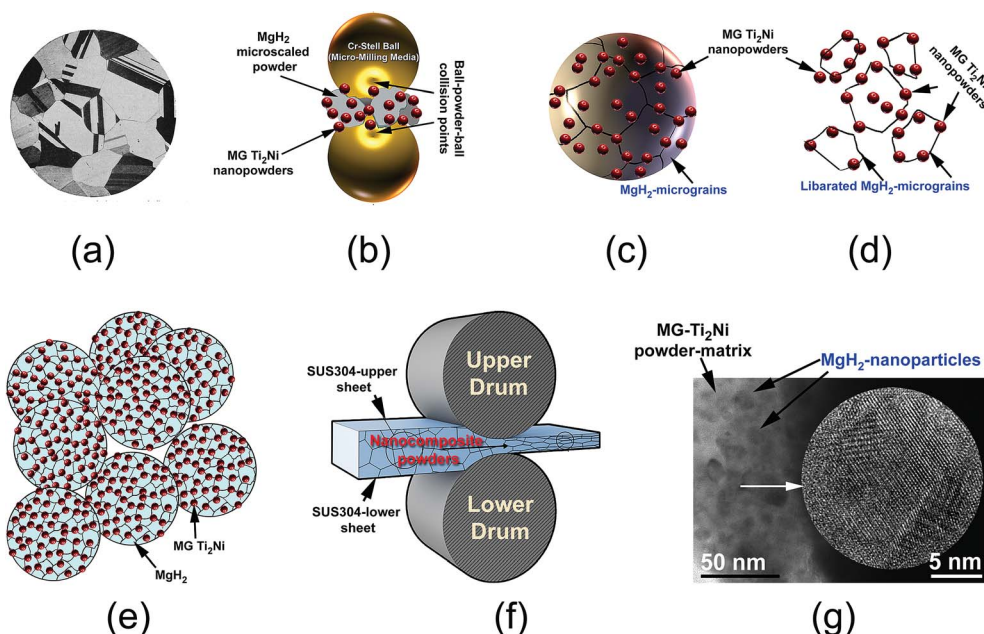 MgH2
microscaled
powder
Cr-Stell Ball
(Micro-Milling Media)
Ball-powder-ball
collision points
MG Ti2Ni
nanopowders
MG Ti2Ni
nanopowders
MgH2-micrograins
MG Ti2Ni
nanopowders
Libarated MgH2-micrograins
(a)
(b)
(c)
(d)
MG Ti2Ni
MgH2
SUS304-upper
sheet
Upper
Drum
Nanocomposite
powders
SUS304-lower
sheet
Lower
Drum
MG-Ti2Ni
powder-matrix
MgH2-nanoparticles
50 nm
5 nm
(e)
(f)
(g)